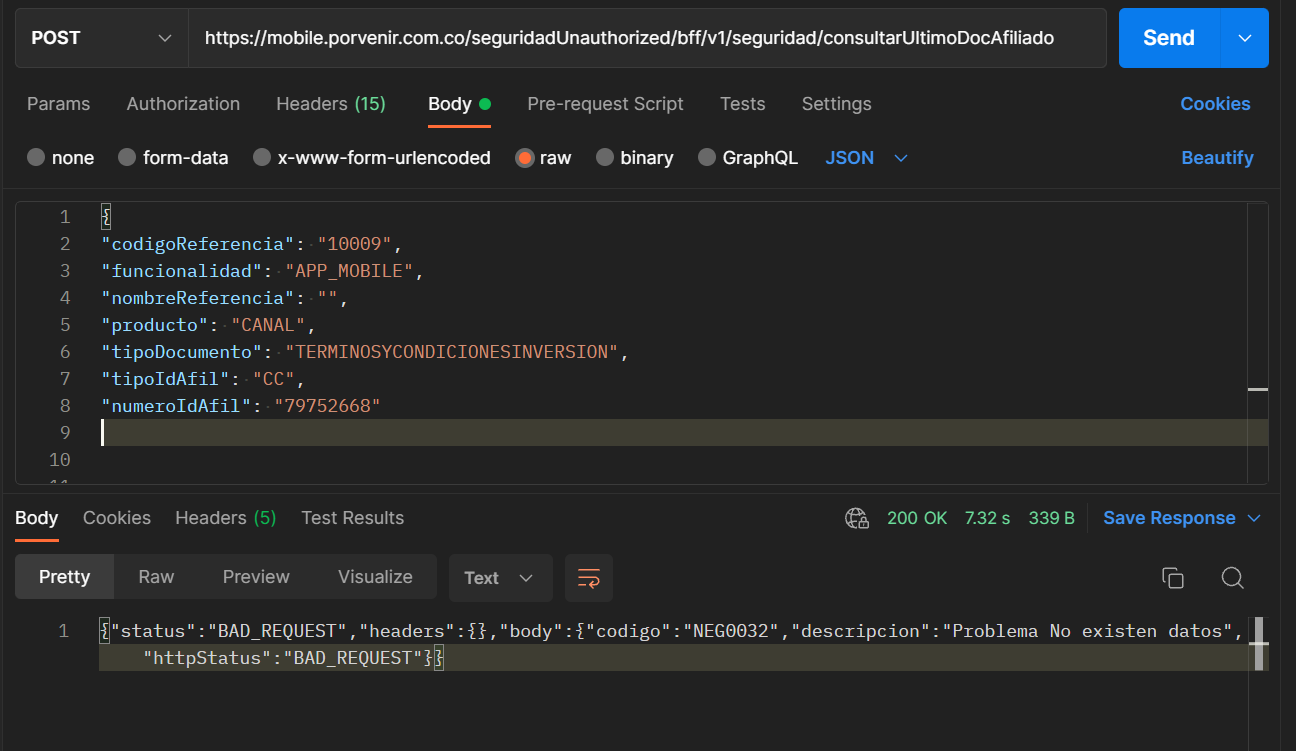 POST
https://mobile.porvenir.com.co/seguridadUnauthorized/bff/v1/seguridad/consultarUltimoDocAfiliado
Send
Params Authorization Headers (15) Body Pre-request Script Tests Settings Cookies
none form-data x-www-form-urlencoded raw binary GraphQL JSON Beautify
1 {
2 "codigoReferencia": "10009",
3 "funcionalidad": "APP_MOBILE",
4 "nombreReferencia": "",
5 "producto": "CANAL",
6 "tipoDocumento": "TERMINOSYCONDICIONESINVERSION",
7 "tipoIdAfil": "CC",
8 "numeroIdAfil": "79752668"
9
10
Body Cookies Headers (5) Test Results 200 OK 7.32 s 339 B Save Response
Pretty Raw Preview Visualize Text
1 {"status":"BAD_REQUEST","headers":{},"body":{"codigo":"NEG0032","descripcion":"Problema No existen datos",
"httpStatus":"BAD_REQUEST"}}